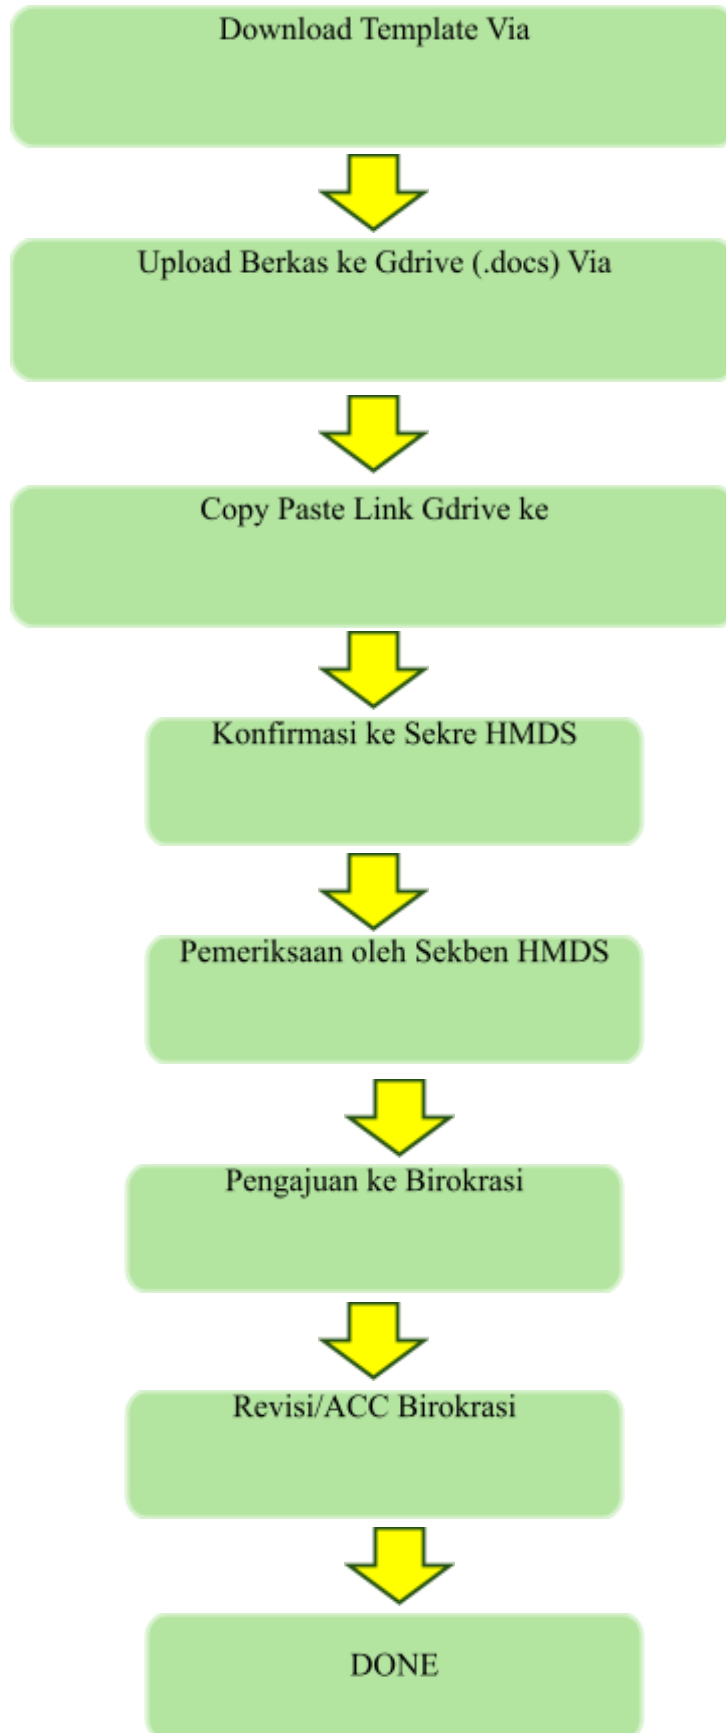 Download Template Via
Upload Berkas ke Gdrive (.docs) Via
Copy Paste Link Gdrive ke
Konfirmasi ke Sekre HMDS
Pemeriksaan oleh Sekben HMDS
Pengajuan ke Birokrasi
Revisi/ACC Birokrasi
DONE